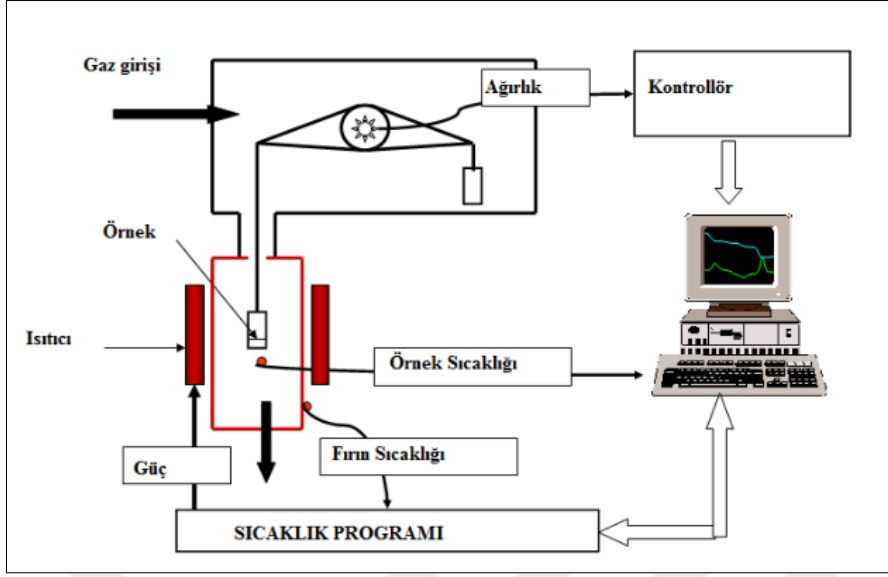 Gaz girişi
Ağırlık
Kontrollör
Örnek
Isıtıcı
Örnek Sıcaklığı
Fırın Sıcaklığı
Güç
SICAKLIK PROGRAMI